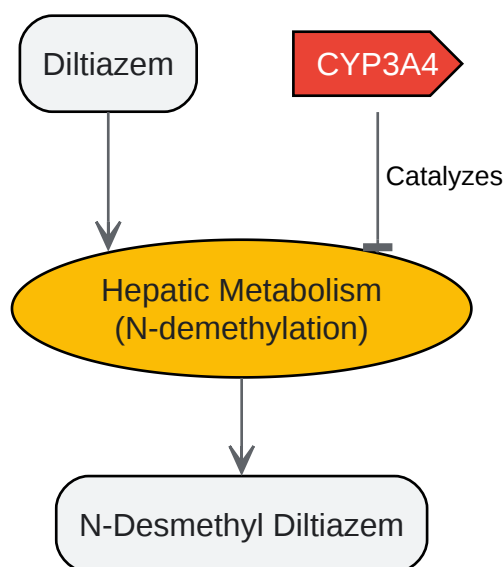 Diltiazem
CYP3A4
Catalyzes
Hepatic Metabolism
(N-demethylation)
N-Desmethyl Diltiazem